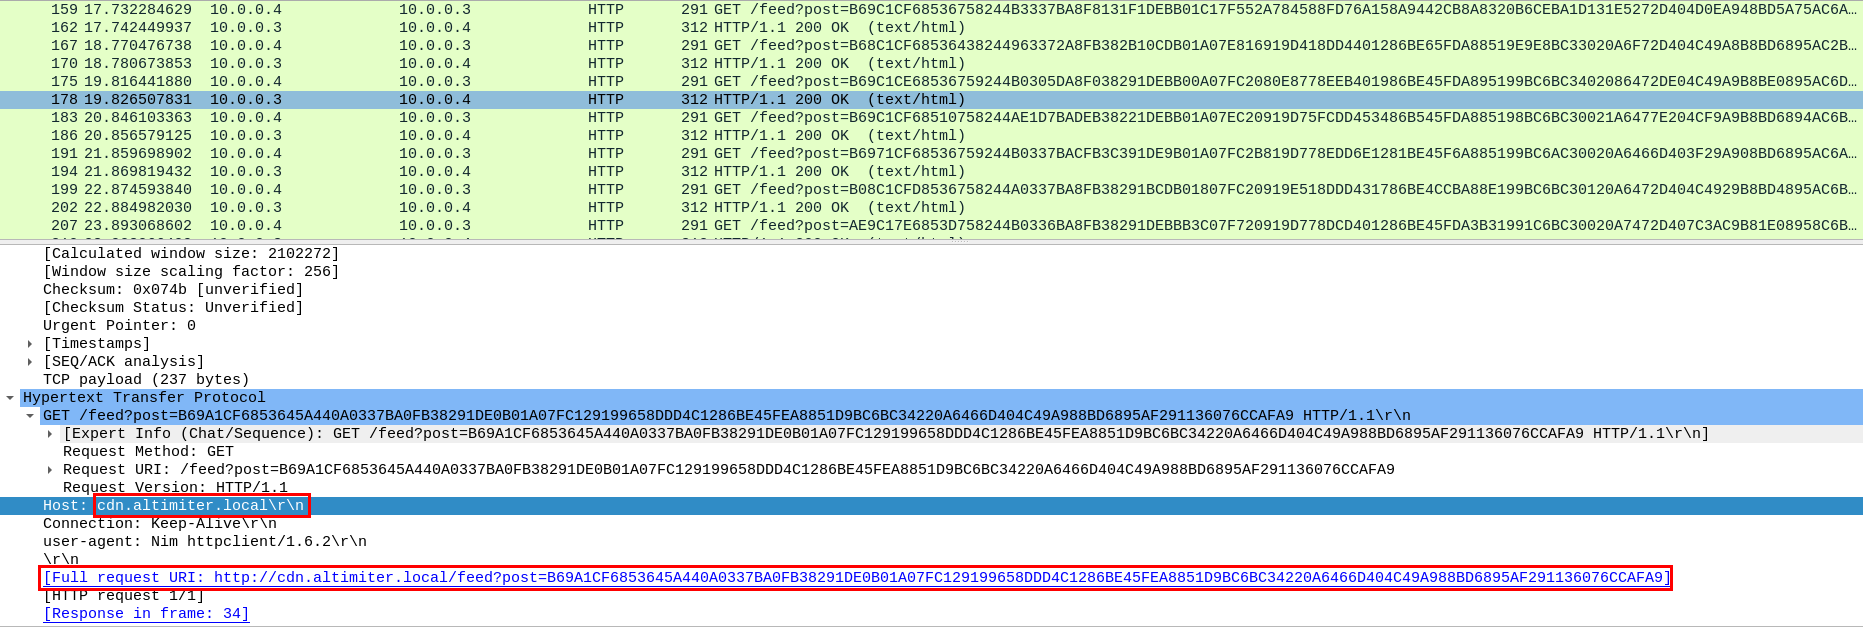 159 17.732284629 10.0.0.4 10.0.0.3 HTTP 291 GET /feed?post=B69C1CF68536758244B3337BA8F8131F1DEBB01C17F552A784588FD76A158A9442CB8A8320B6CEBA1D131E5272D404D0EA948BD5A75AC6A…
162 17.742449937 10.0.0.3 10.0.0.4 HTTP 312 HTTP/1.1 200 OK (text/html)
167 18.770476738 10.0.0.4 10.0.0.3 HTTP 291 GET /feed?post=B68C1CF68536438244963372A8FB382B10CDB01A07E816919D418DD4401286BE65FDA88519E9E8BC33020A6F72D404C49A8B8BD6895AC2B…
170 18.780673853 10.0.0.3 10.0.0.4 HTTP 312 HTTP/1.1 200 OK (text/html)
175 19.816441880 10.0.0.4 10.0.0.3 HTTP 291 GET /feed?post=B69C1CE68536759244B0305DA8F038291DEBB00A07FC2080E8778EEB401986BE45FDA895199BC6BC3402086472DE04C49A9B8BE0895AC6D…
178 19.826507831 10.0.0.3 10.0.0.4 HTTP 312 HTTP/1.1 200 OK (text/html)
183 20.846103363 10.0.0.4 10.0.0.3 HTTP 291 GET /feed?post=B69C1CF68510758244AE1D7BADEB38221DEBB01A07EC20919D75FCDD453486B545FDA885198BC6BC30021A6477E204CF9A9B8BD6894AC6B…
186 20.856579125 10.0.0.3 10.0.0.4 HTTP 312 HTTP/1.1 200 OK (text/html)
191 21.859698902 10.0.0.4 10.0.0.3 HTTP 291 GET /feed?post=B6971CF68536759244B0337BACFB3C391DE9B01A07FC2B819D778EDD6E1281BE45F6A885199BC6AC30020A6466D403F29A908BD6895AC6A…
194 21.869819432 10.0.0.3 10.0.0.4 HTTP 312 HTTP/1.1 200 OK (text/html)
199 22.874593840 10.0.0.4 10.0.0.3 HTTP 291 GET /feed?post=B08C1CFD8536758244A0337BA8FB38291BCDB01807FC20919E518DDD431786BE4CCBA88E199BC6BC30120A6472D404C4929B8BD4895AC6B…
202 22.884982030 10.0.0.3 10.0.0.4 HTTP 312 HTTP/1.1 200 OK (text/html)
207 23.893068602 10.0.0.4 10.0.0.3 HTTP 291 GET /feed?post=AE9C17E6853D758244B0336BA8FB38291DEBBB3C07F720919D778DCD401286BE45FDA3B31991C6BC30020A7472D407C3AC9B81E08958C6B…
[Calculated window size: 2102272]
[Window size scaling factor: 256]
Checksum: 0x074b [unverified]
[Checksum Status: Unverified]
Urgent Pointer: 0
[Timestamps]
[SEQ/ACK analysis]
TCP payload (237 bytes)
Hypertext Transfer Protocol
GET /feed?post=B69A1CF6853645A440A0337BA0FB38291DE0B01A07FC129199658DDD4C1286BE45FEA8851D9BC6BC34220A6466D404C49A988BD6895AF291136076CCAFA9 HTTP/1.1\r\n
[Expert Info (Chat/Sequence): GET /feed?post=B69A1CF6853645A440A0337BA0FB38291DE0B01A07FC129199658DDD4C1286BE45FEA8851D9BC6BC34220A6466D404C49A988BD6895AF291136076CCAFA9 HTTP/1.1\r\n]
Request Method: GET
Request URI: /feed?post=B69A1CF6853645A440A0337BA0FB38291DE0B01A07FC129199658DDD4C1286BE45FEA8851D9BC6BC34220A6466D404C49A988BD6895AF291136076CCAFA9
Request Version: HTTP/1.1
Host: cdn.altimiter.local\r\n
Connection: Keep-Alive\r\n
user-agent: Nim httpclient/1.6.2\r\n
\r\n
[Full request URI: http://cdn.altimiter.local/feed?post=B69A1CF6853645A440A0337BA0FB38291DE0B01A07FC129199658DDD4C1286BE45FEA8851D9BC6BC34220A6466D404C49A988BD6895AF291136076CCAFA9]
[HTTP request 1/1]
[Response in frame: 34]